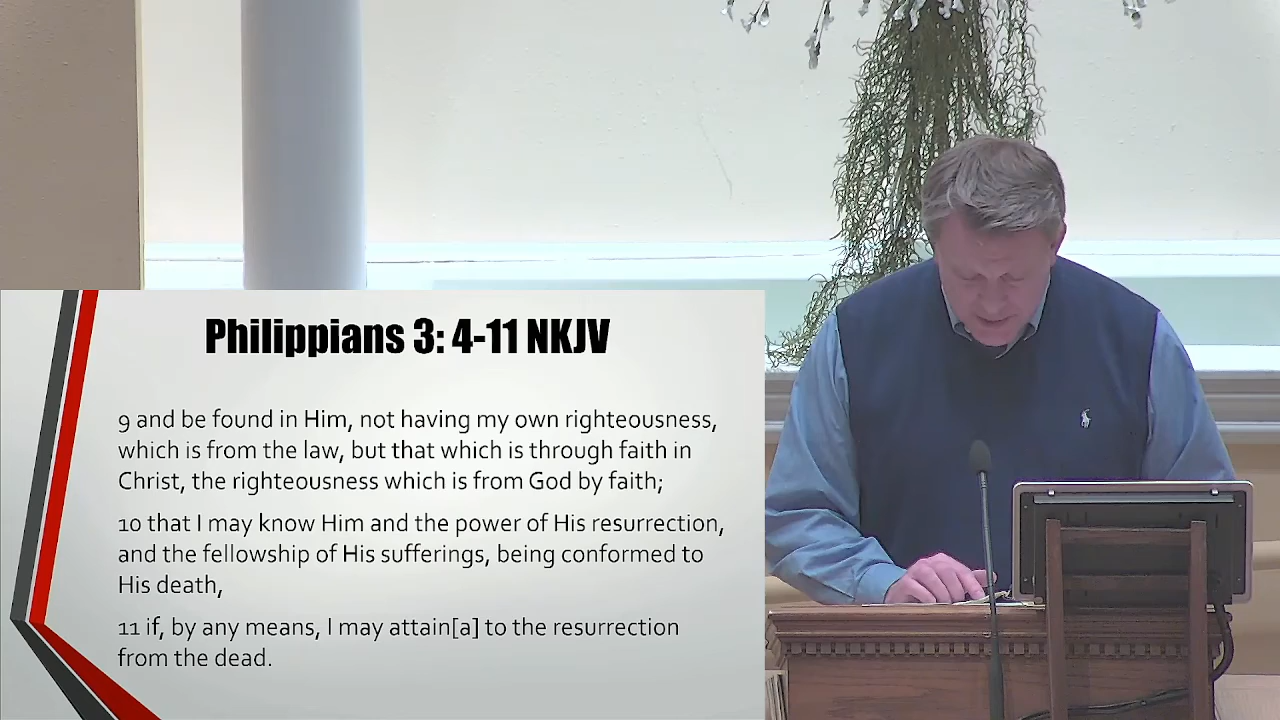 Philippians 3: 4-11 NKJV
9 and be found in Him, not having my own righteousness,
which is from the law, but that which is through faith in
Christ, the righteousness which is from God by faith;
10 that I may know Him and the power of His resurrection,
and the fellowship of His sufferings, being conformed to
His death,
11 if, by any means, I may attain[a] to the resurrection
from the dead.